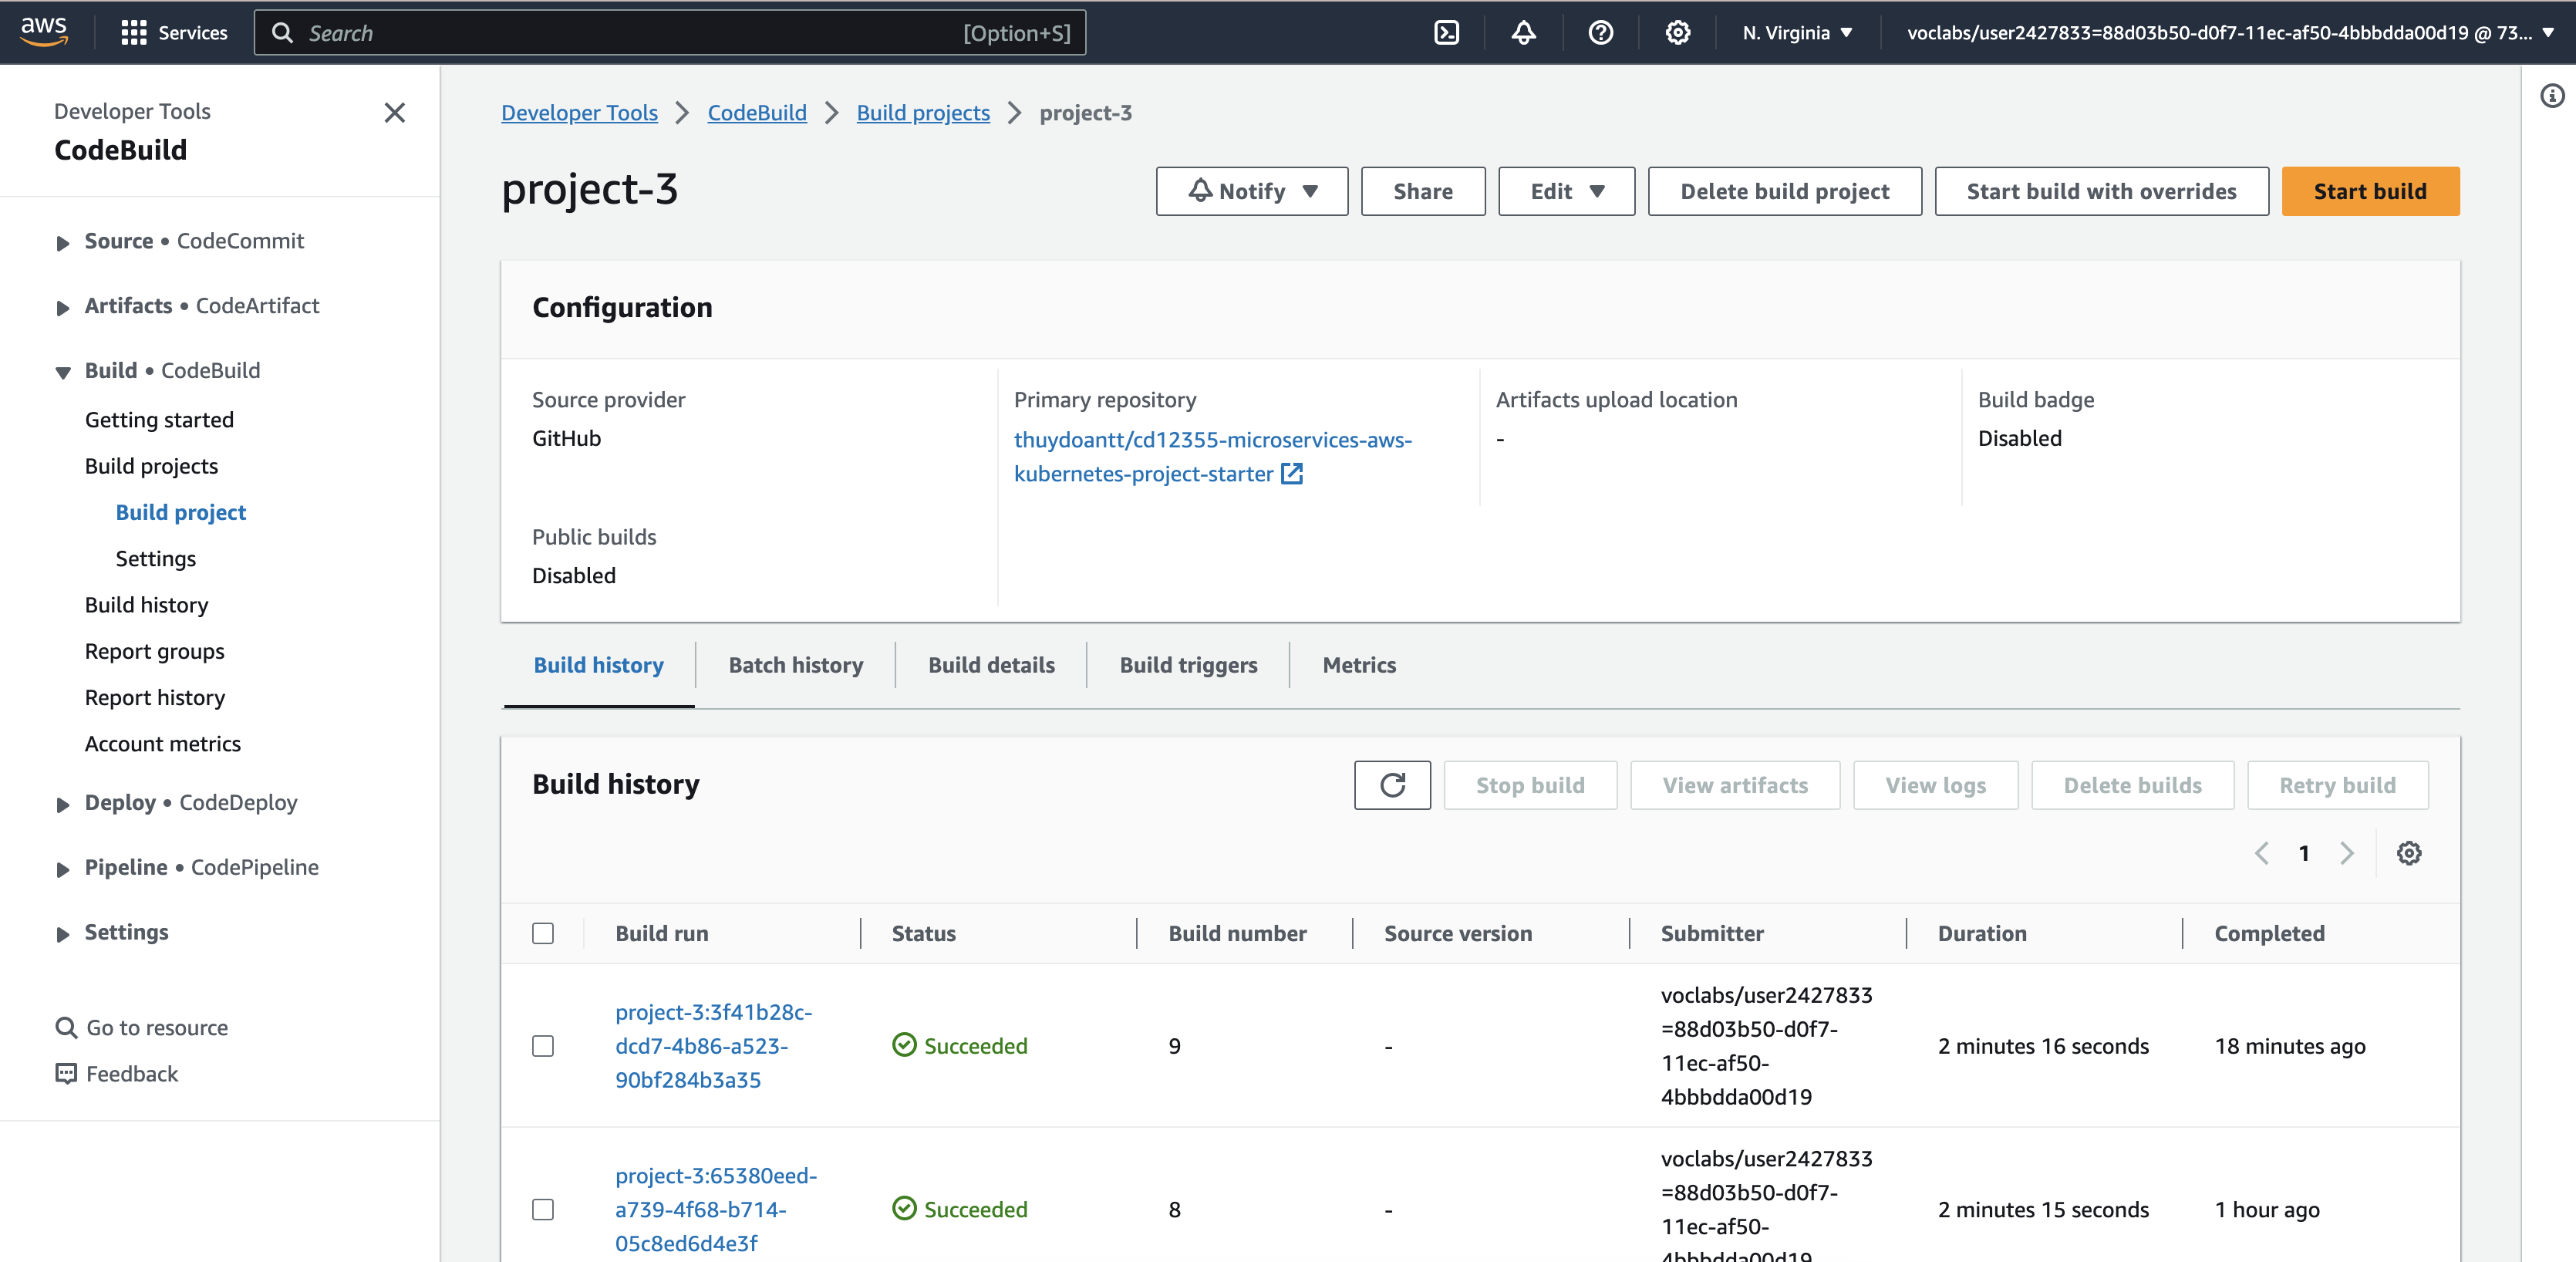 aws
Services
Search
[Option+S]
N. Virginia
voclabs/user2427833=88d03b50-d0f7-11ec-af50-4bbbdda00d19 @ 73...
Developer Tools
CodeBuild
Source • CodeCommit
Artifacts • CodeArtifact
Build • CodeBuild
Getting started
Build projects
Build project
Settings
Build history
Report groups
Report history
Account metrics
Deploy • CodeDeploy
Pipeline • CodePipeline
Settings
Go to resource
Feedback
Developer Tools
CodeBuild
Build projects
project-3
project-3
Notify
Share
Edit
Delete build project
Start build with overrides
Start build
Configuration
Source provider
GitHub
Primary repository
thuydoantt/cd12355-microservices-aws-
kubernetes-project-starter
Artifacts upload location
-
Build badge
Disabled
Public builds
Disabled
Build history
Batch history
Build details
Build triggers
Metrics
Build history
Stop build
View artifacts
View logs
Delete builds
Retry build
1
Build run
Status
Build number
Source version
Submitter
Duration
Completed
project-3:3f41b28c-
dcd7-4b86-a523-
90bf284b3a35
Succeeded
9
-
voclabs/user2427833
=88d03b50-d0f7-
11ec-af50-
4bbbdda00d19
2 minutes 16 seconds
18 minutes ago
project-3:65380eed-
a739-4f68-b714-
05c8ed6d4e3f
Succeeded
8
-
voclabs/user2427833
=88d03b50-d0f7-
11ec-af50-
4bbbdda00d19
2 minutes 15 seconds
1 hour ago